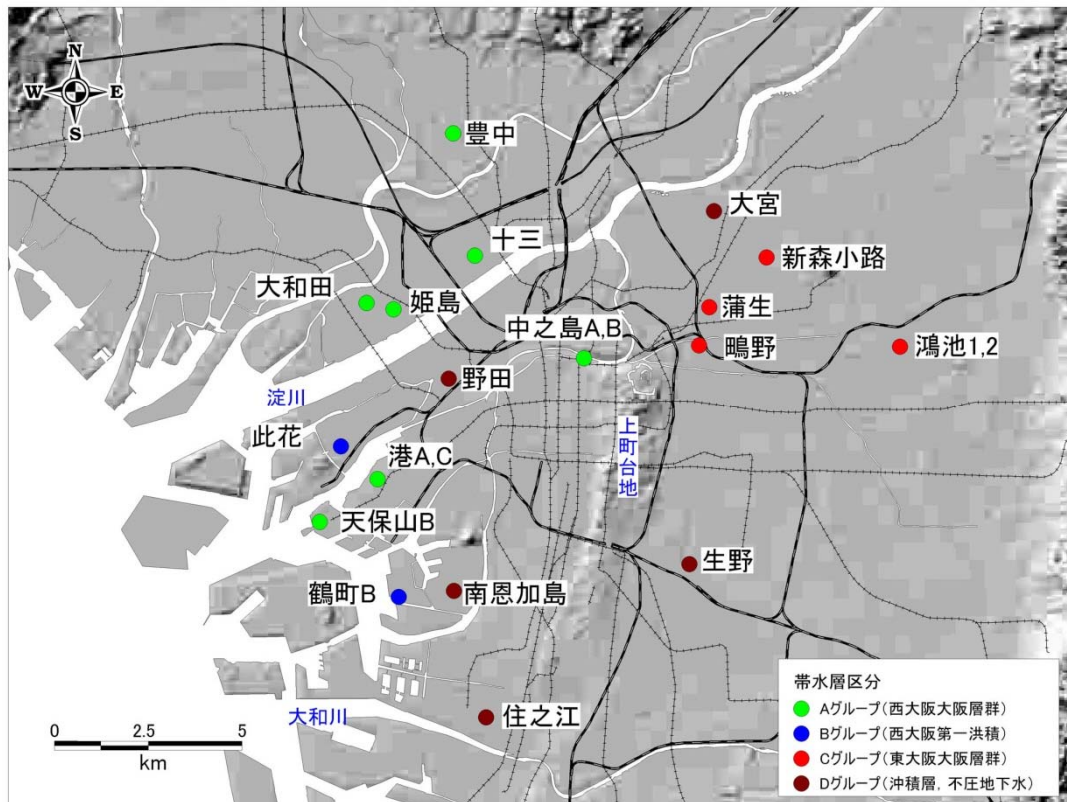 N
W
E
S
豊中
大宮
十三
新森小路
大和田
姫島
蒲生
中之島A,B
鴫野
鴻池1,2
野田
淀川
此花
上町台地
港A,C
天保山B
生野
鶴町B
南恩加島
大和川
住之江
0 2.5 5
km
帯水層区分
Aグループ(西大阪大阪層群)
Bグループ(西大阪第一洪積)
Cグループ(東大阪大阪層群)
Dグループ(沖積層, 不圧地下水)